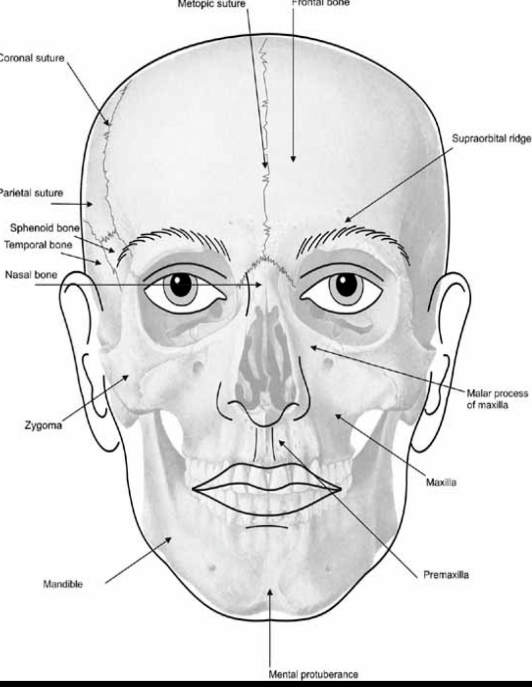 Metopic suture
Frontal bone
Coronal suture
Supraorbital ridge
Parietal suture
Sphenoid bone
Temporal bone
Nasal bone
Malar process
of maxilla
Zygoma
Maxilla
Premaxilla
Mandible
Mental protuberance